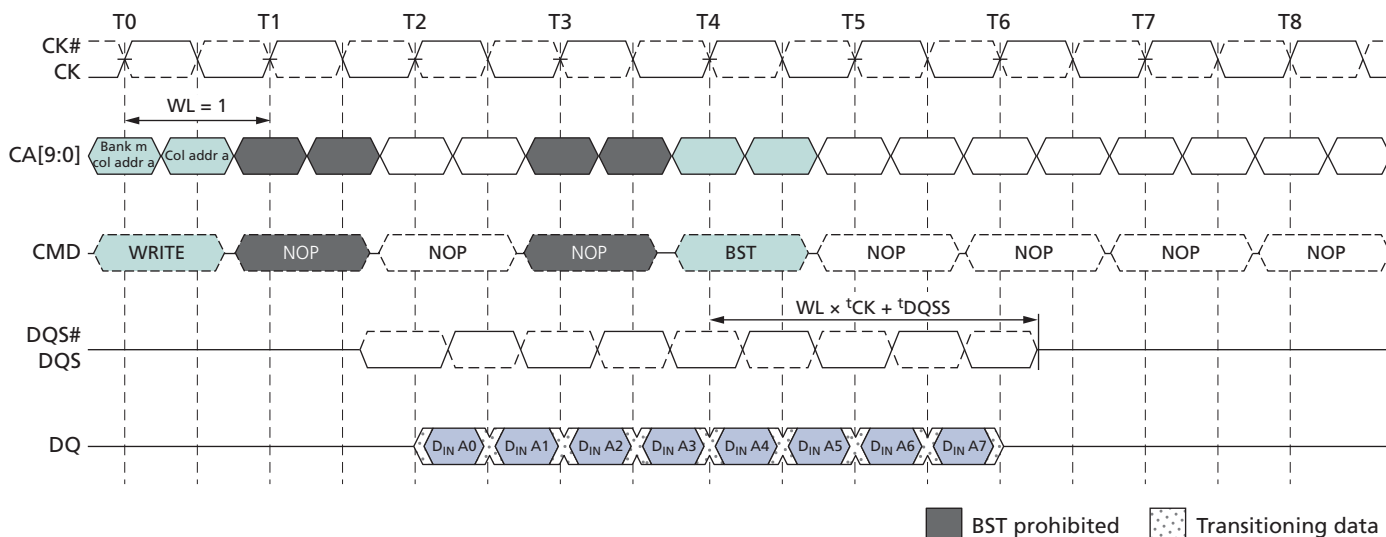 T0 T1 T2 T3 T4 T5 T6 T7 T8
CK#
CK
WL = 1
CA[9:0]
Bank m
col addr a
Col addr a
CMD
WRITE NOP NOP NOP BST NOP NOP NOP NOP
WL × tCK + tDQSS
DQS#
DQS
DQ
DIN A0 DIN A1 DIN A2 DIN A3 DIN A4 DIN A5 DIN A6 DIN A7
BST prohibited Transitioning data